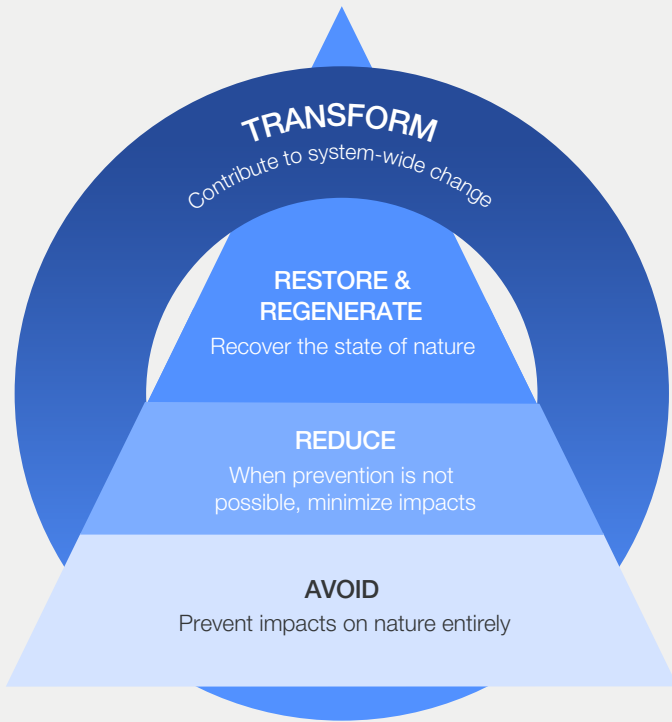 TRANSFORM
Contribute to system-wide change
RESTORE &
REGENERATE
Recover the state of nature
REDUCE
When prevention is not
possible, minimize impacts
AVOID
Prevent impacts on nature entirely